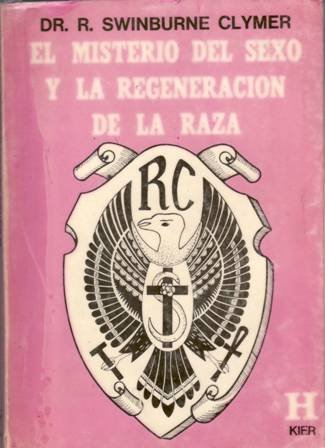 DR. R. SWINBURNE CLYMER
EL MISTERIO DEL SEXO
Y LA REGENERACION
DE LA RAZA
RC
H
KIER